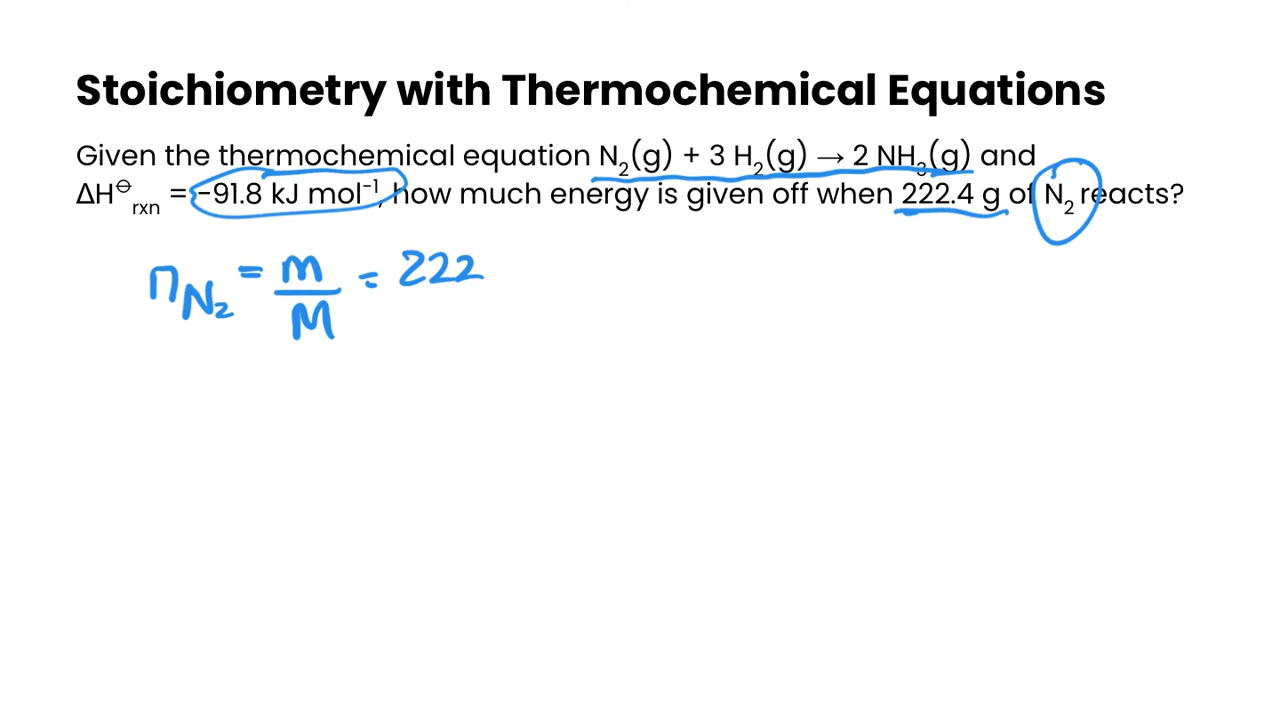 Stoichiometry with Thermochemical Equations
Given the thermochemical equation N₂(g) + 3 H₂(g) → 2 NH₃(g) and
ΔH⦵rxn = −91.8 kJ mol⁻¹, how much energy is given off when 222.4 g of N₂ reacts?
n_N₂ = m/M = 222